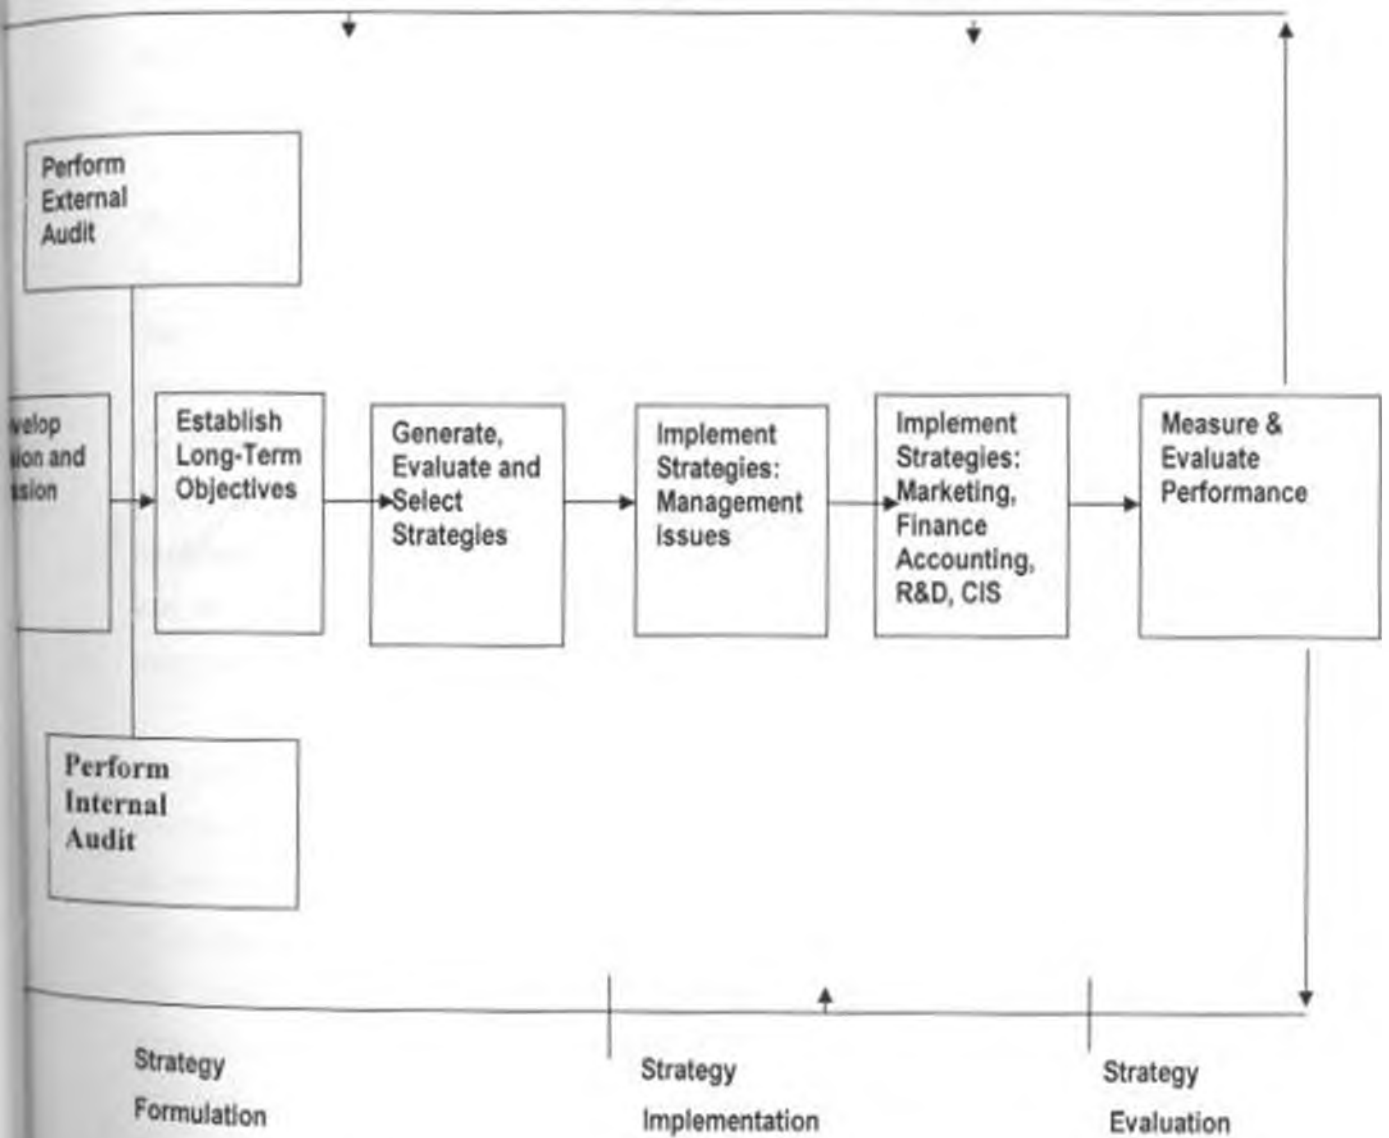 Perform
External
Audit
and
Establish
Long-Term
Objectives
Generate,
Evaluate and
Select
Strategies
Implement
Strategies:
Management
Issues
Implement
Strategies:
Marketing,
Finance
Accounting,
R&D, CIS
Measure &
Evaluate
Performance
Perform
Internal
Audit
Strategy
Formulation
Strategy
Implementation
Strategy
Evaluation